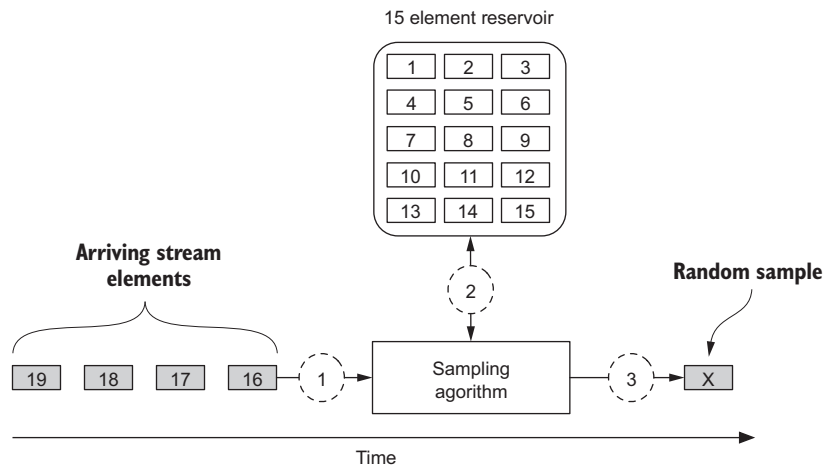 15 element reservoir
1 2 3
4 5 6
7 8 9
10 11 12
13 14 15
Arriving stream
elements
2
Random sample
19 18 17 16 1
Sampling
agorithm
3 X
Time